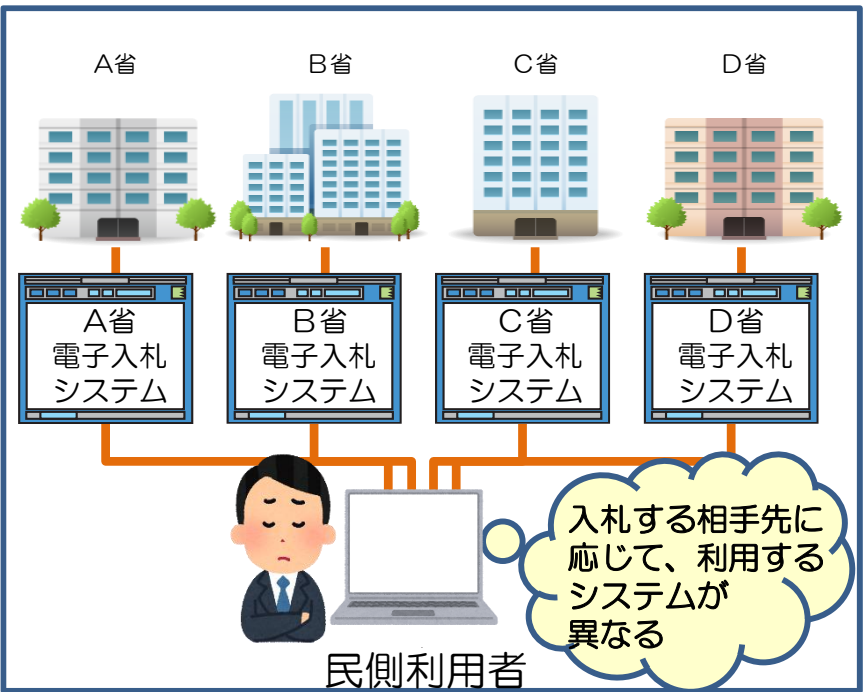 A省
B省
C省
D省
A省
電子入札
システム
B省
電子入札
システム
C省
電子入札
システム
D省
電子入札
システム
入札する相手先に
応じて、利用する
システムが
異なる
民側利用者